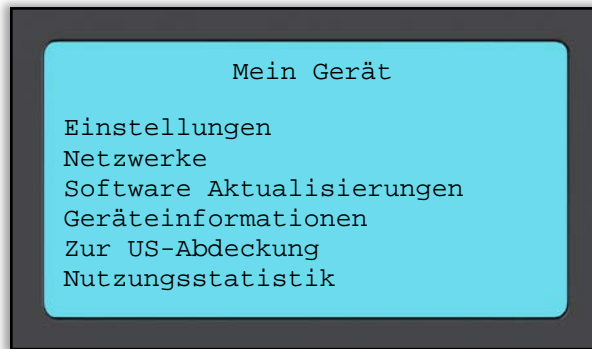 Mein Gerät
Einstellungen
Netzwerke
Software Aktualisierungen
Geräteinformationen
Zur US-Abdeckung
Nutzungsstatistik